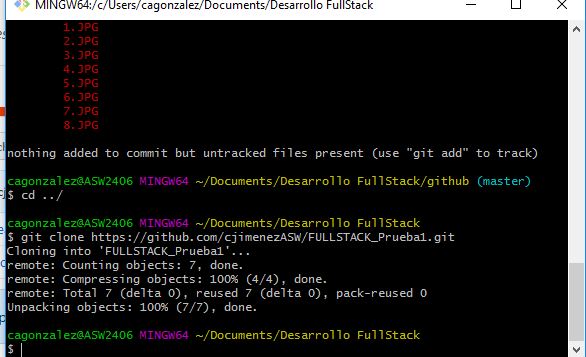 MINGW64:/c/Users/cagonzalez/Documents/Desarrollo FullStack
1.JPG
2.JPG
3.JPG
4.JPG
5.JPG
6.JPG
7.JPG
8.JPG
nothing added to commit but untracked files present (use "git add" to track)
cagonzalez@ASW2406 MINGW64 ~/Documents/Desarrollo FullStack/github (master)
$ cd ../
cagonzalez@ASW2406 MINGW64 ~/Documents/Desarrollo FullStack
$ git clone https://github.com/cjimenezASW/FULLSTACK_Prueba1.git
Cloning into 'FULLSTACK_Prueba1'...
remote: Counting objects: 7, done.
remote: Compressing objects: 100% (4/4), done.
remote: Total 7 (delta 0), reused 7 (delta 0), pack-reused 0
Unpacking objects: 100% (7/7), done.
cagonzalez@ASW2406 MINGW64 ~/Documents/Desarrollo FullStack
$